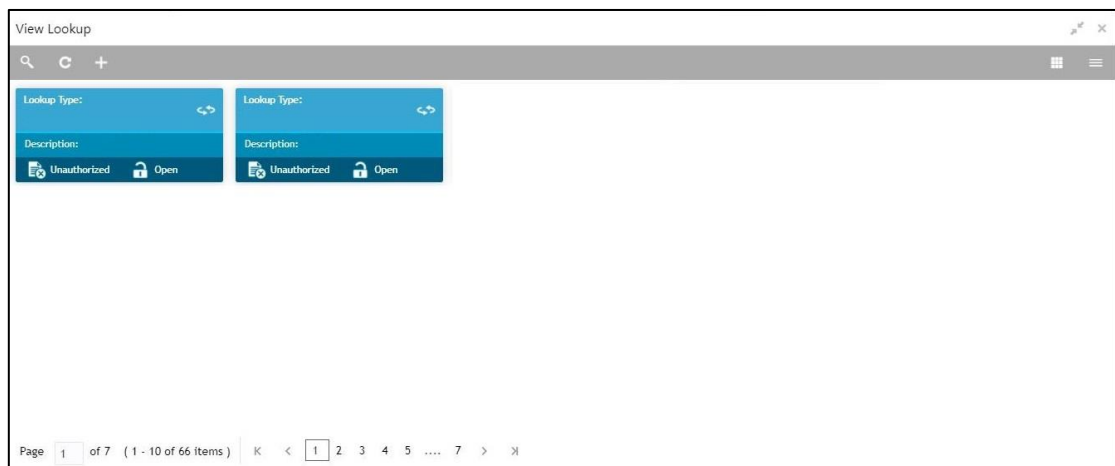 View Lookup
Lookup Type: Lookup Type:
Description: Description:
Unauthorized Open Unauthorized Open
Page 1 of 7 ( 1 - 10 of 66 items ) K < 1 2 3 4 5 .... 7 > >|